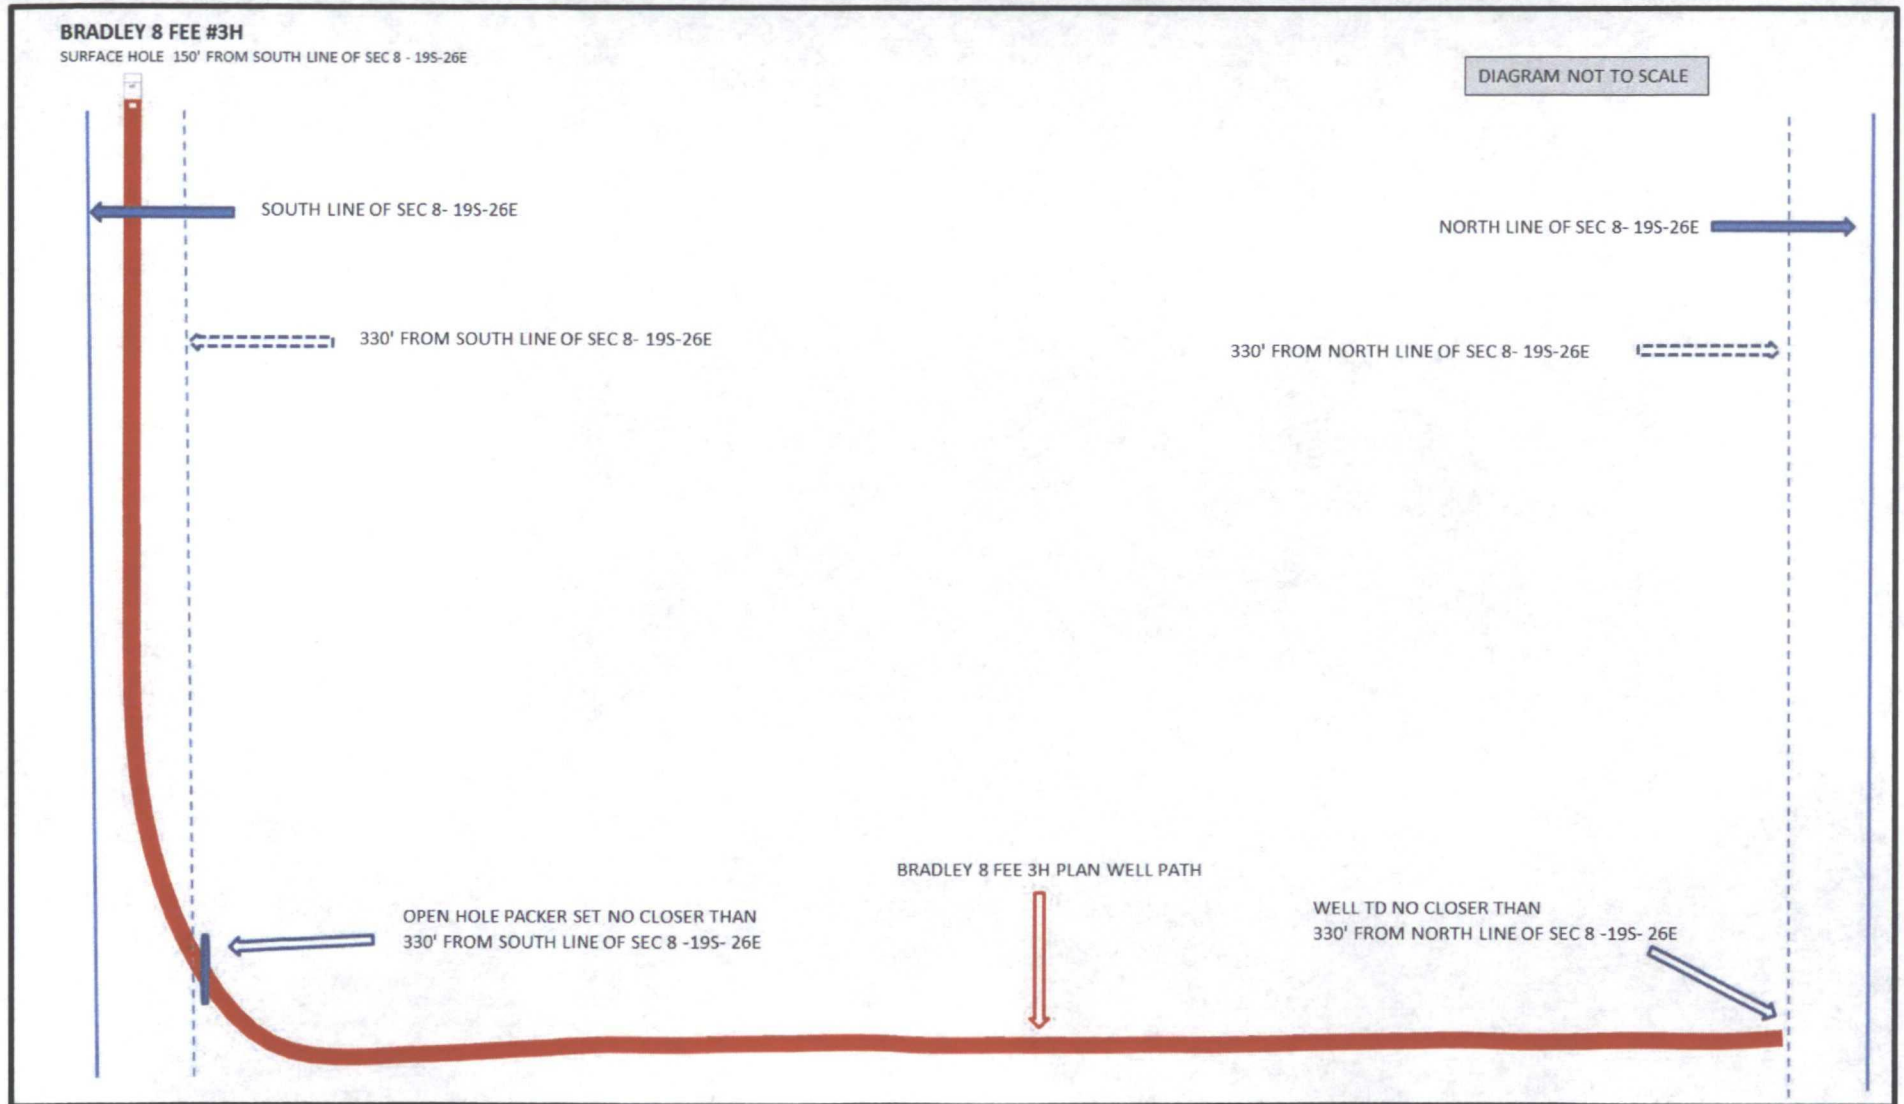 BRADLEY 8 FEE #3H
SURFACE HOLE 150' FROM SOUTH LINE OF SEC 8 - 19S-26E
DIAGRAM NOT TO SCALE
SOUTH LINE OF SEC 8- 19S-26E
NORTH LINE OF SEC 8- 19S-26E
330' FROM SOUTH LINE OF SEC 8- 19S-26E
330' FROM NORTH LINE OF SEC 8- 19S-26E
BRADLEY 8 FEE 3H PLAN WELL PATH
OPEN HOLE PACKER SET NO CLOSER THAN
330' FROM SOUTH LINE OF SEC 8 -19S- 26E
WELL TD NO CLOSER THAN
330' FROM NORTH LINE OF SEC 8 -19S- 26E